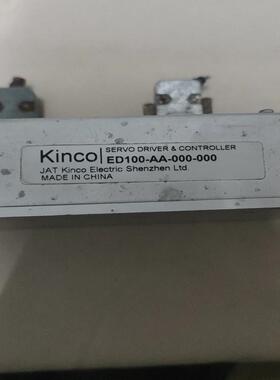 Kinco SERVO DRIVER & CONTROLLER
ED100-AA-000-000
JAT Kinco Electric Shenzhen Ltd.
MADE IN CHINA